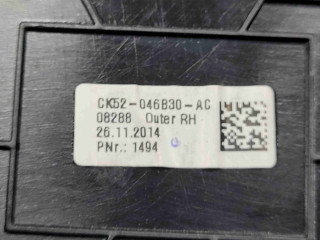 CK52-046B30-AC
08288 Outer RH
26.11.2014
PNr.: 1494